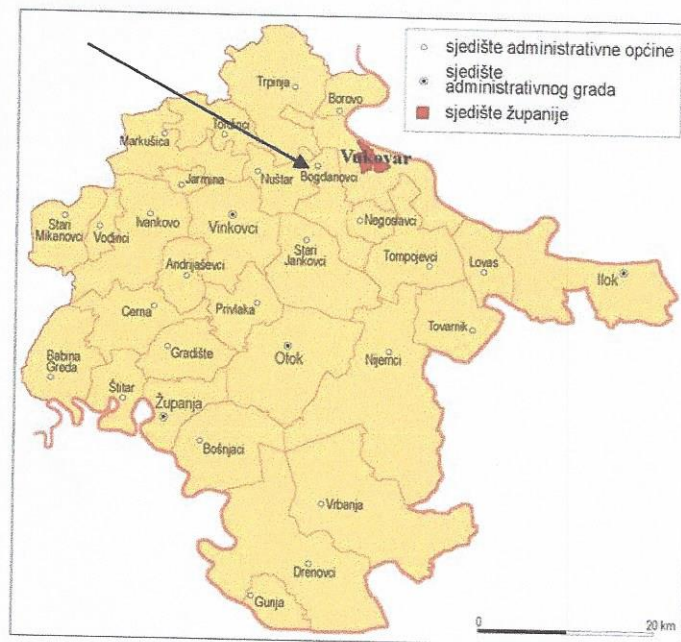 sjedište administrativne općine
sjedište
administrativnog grada
sjedište županije
Trpinja
Borovo
Markušica
Tordinci
Vukovar
Bogdanovci
Nuštar
Jarmina
Stari
Mikanovci
Vođinci
Ivankovo
Vinkovci
Negoslavci
Stari
Jankovci
Tompojevci
Lovas
Ilok
Andrijaševci
Cerna
Privlaka
Tovarnik
Babina
Greda
Gradište
Otok
Nijemci
Štitar
Županja
Bošnjaci
Vrbanja
Drenovci
Gunja
0
20 km